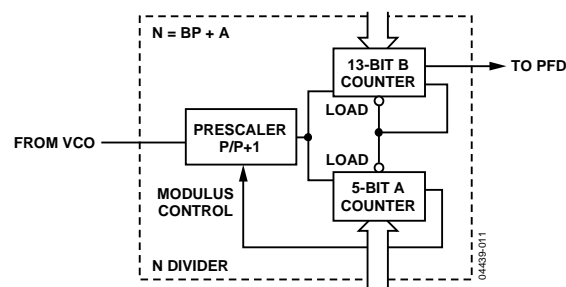 N = BP + A
13-BIT B
COUNTER
TO PFD
LOAD
PRESCALER
P/P+1
FROM VCO
LOAD
MODULUS
CONTROL
5-BIT A
COUNTER
N DIVIDER
04439-011